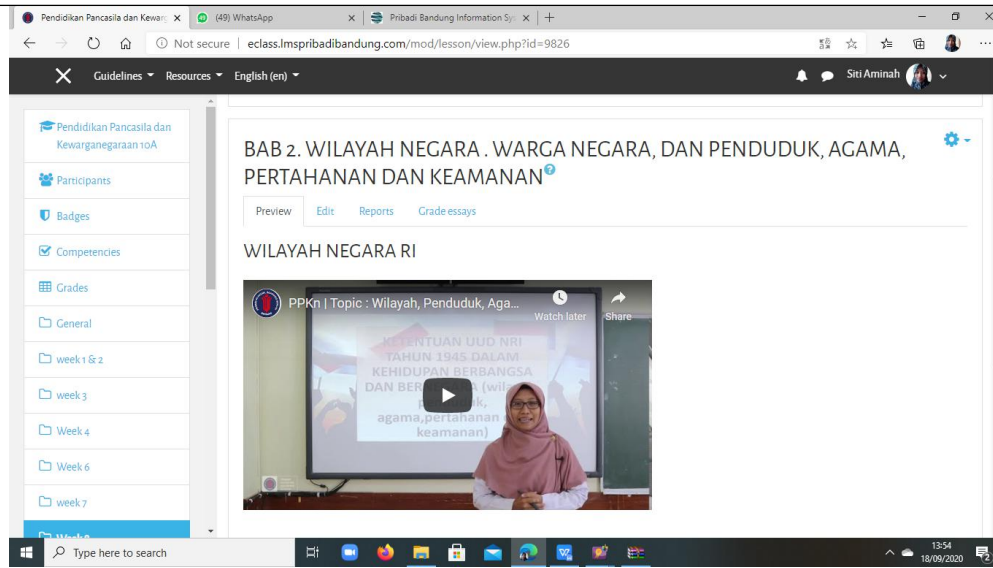 Pendidikan Pancasila dan Kewarg
(49) WhatsApp
Pribadi Bandung Information Sys
Not secure
eclass.lmspribadibandung.com/mod/lesson/view.php?id=9826
Guidelines
Resources
English (en)
Siti Aminah
Pendidikan Pancasila dan
Kewarganegaraan 10A
Participants
Badges
Competencies
Grades
General
week 1 & 2
week 3
Week 4
Week 6
week 7
BAB 2. WILAYAH NEGARA . WARGA NEGARA, DAN PENDUDUK, AGAMA,
PERTAHANAN DAN KEAMANAN
Preview
Edit
Reports
Grade essays
WILAYAH NEGARA RI
PPKn | Topic : Wilayah, Penduduk, Aga...
Watch later
Share
KETENTUAN UUD NRI
TAHUN 1945 DALAM
KEHIDUPAN BERBANGSA
DAN
agama,pertahanan
keamanan)
Type here to search
13:54
18/09/2020